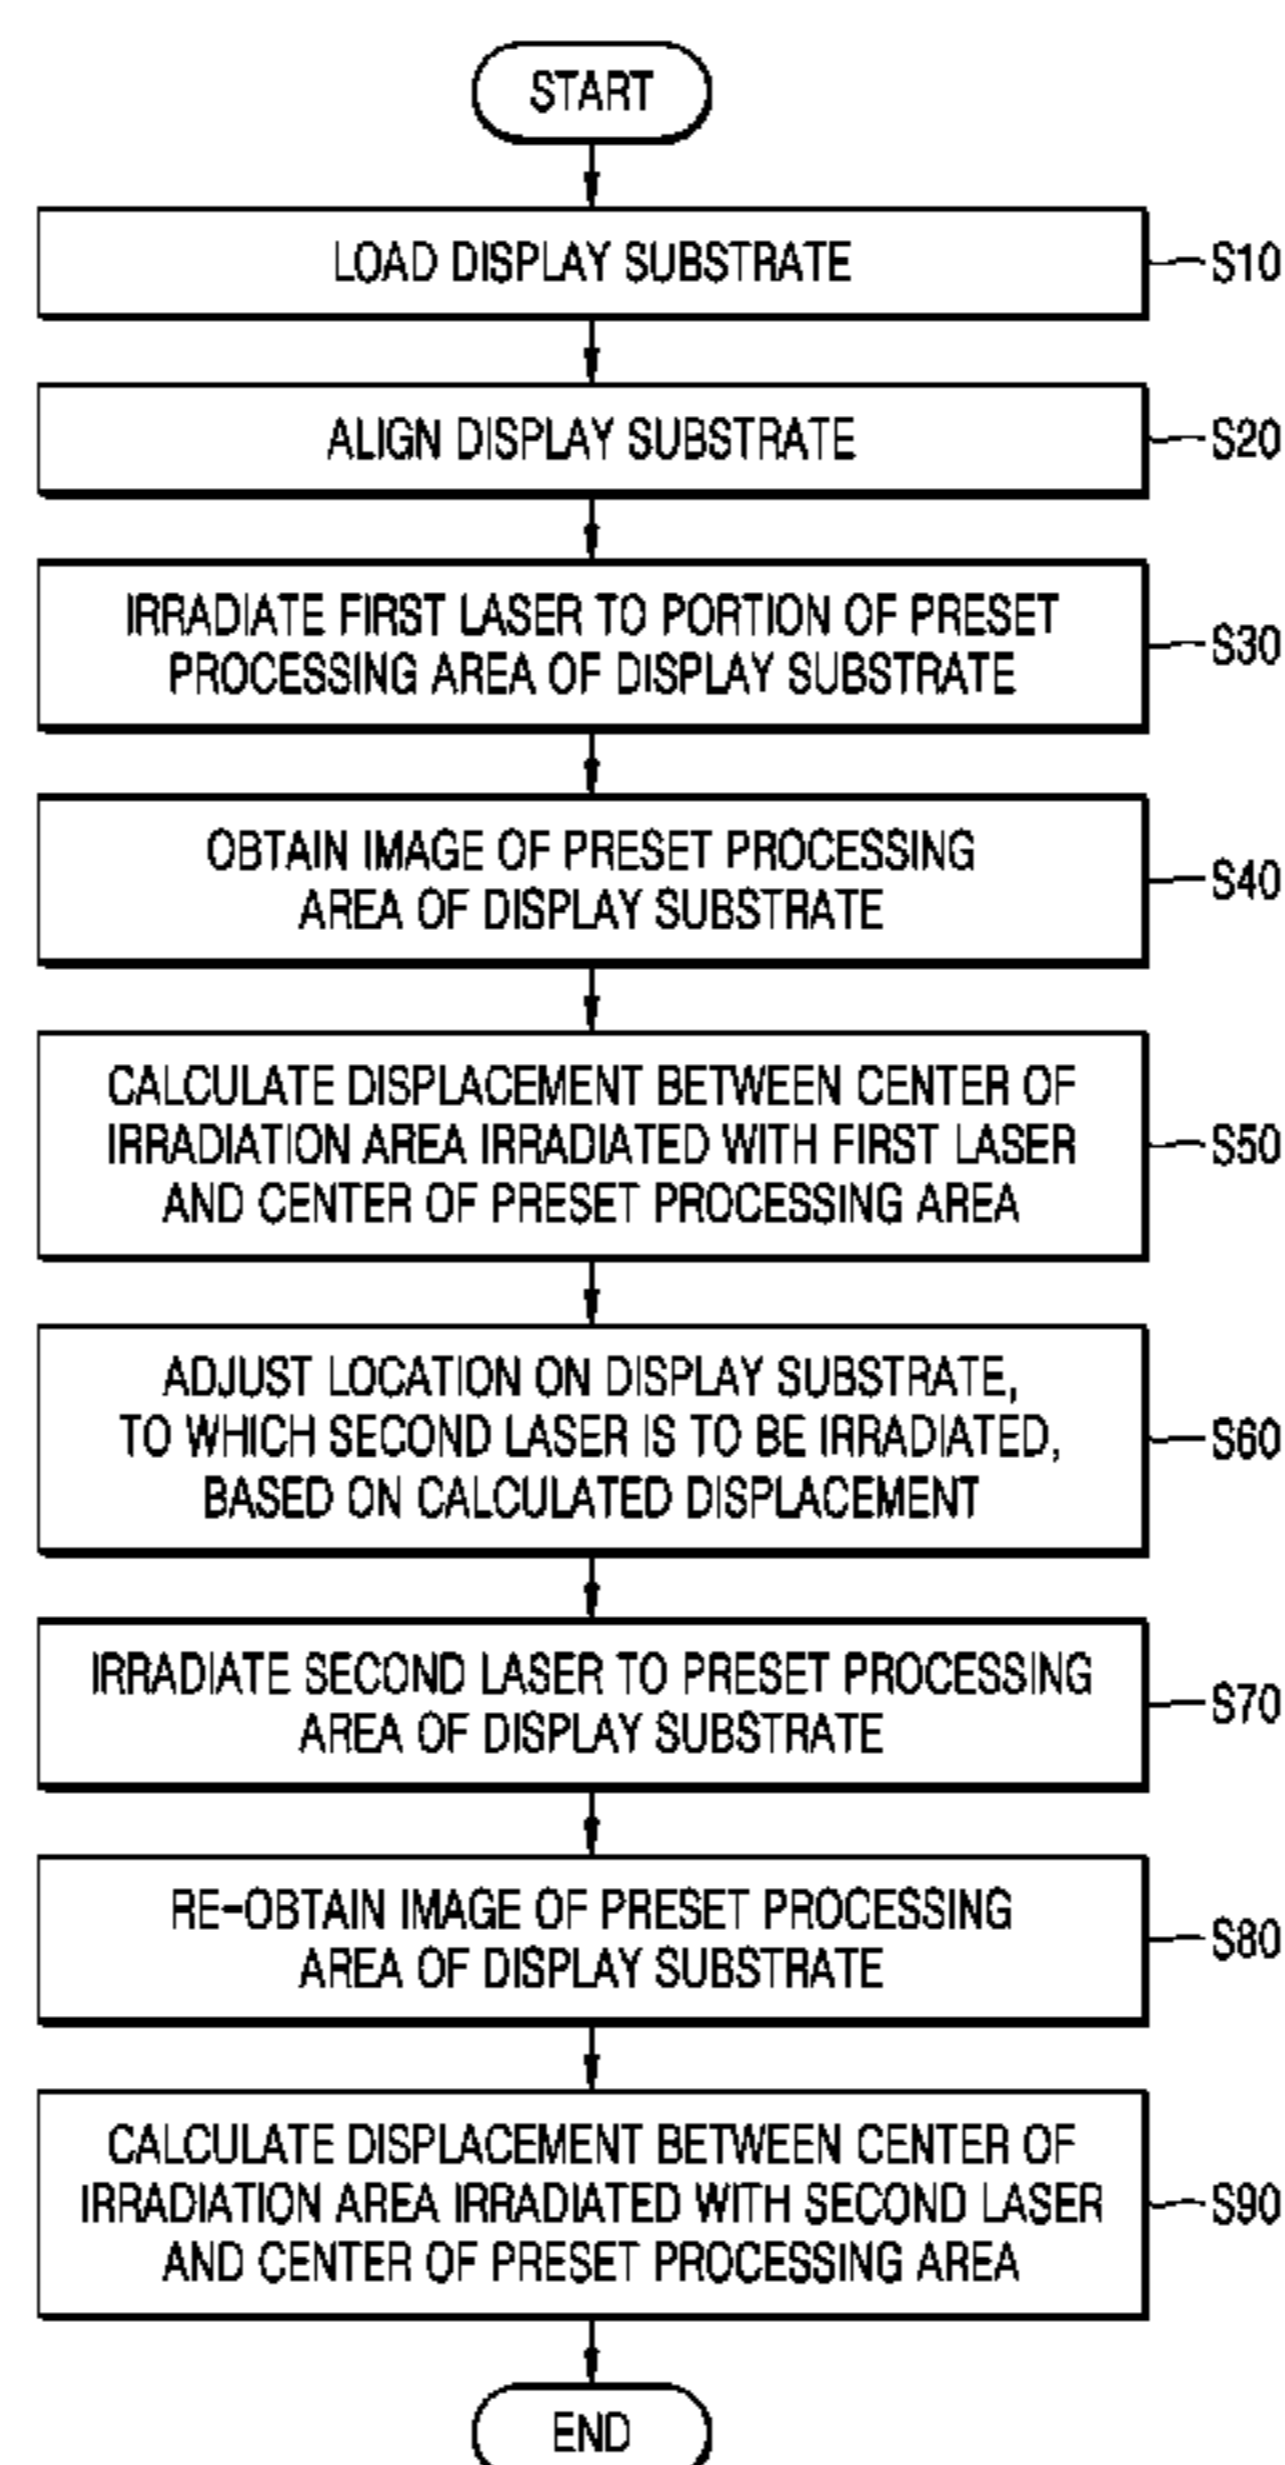 START
LOAD DISPLAY SUBSTRATE
S10
ALIGN DISPLAY SUBSTRATE
S20
IRRADIATE FIRST LASER TO PORTION OF PRESET
PROCESSING AREA OF DISPLAY SUBSTRATE
S30
OBTAIN IMAGE OF PRESET PROCESSING
AREA OF DISPLAY SUBSTRATE
S40
CALCULATE DISPLACEMENT BETWEEN CENTER OF
IRRADIATION AREA IRRADIATED WITH FIRST LASER
AND CENTER OF PRESET PROCESSING AREA
S50
ADJUST LOCATION ON DISPLAY SUBSTRATE,
TO WHICH SECOND LASER IS TO BE IRRADIATED,
BASED ON CALCULATED DISPLACEMENT
S60
IRRADIATE SECOND LASER TO PRESET PROCESSING
AREA OF DISPLAY SUBSTRATE
S70
RE-OBTAIN IMAGE OF PRESET PROCESSING
AREA OF DISPLAY SUBSTRATE
S80
CALCULATE DISPLACEMENT BETWEEN CENTER OF
IRRADIATION AREA IRRADIATED WITH SECOND LASER
AND CENTER OF PRESET PROCESSING AREA
S90
END